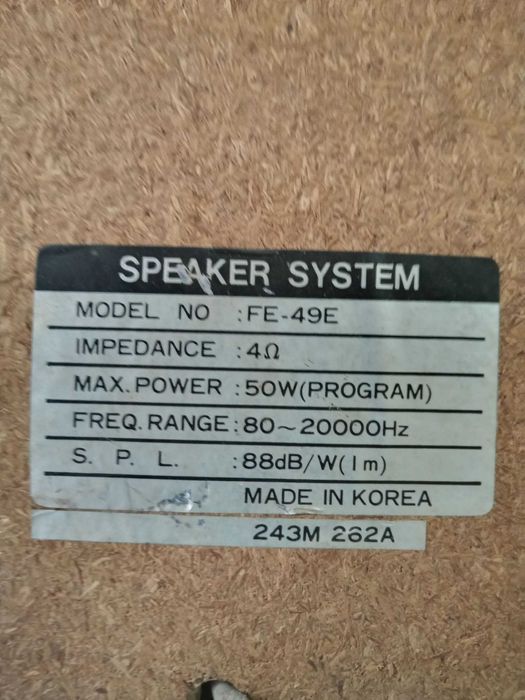 SPEAKER SYSTEM
MODEL NO :FE-49E
IMPEDANCE :4Ω
MAX. POWER :50W(PROGRAM)
FREQ. RANGE:80~20000Hz
S. P. L. :88dB/W(1m)
MADE IN KOREA
243M 262A